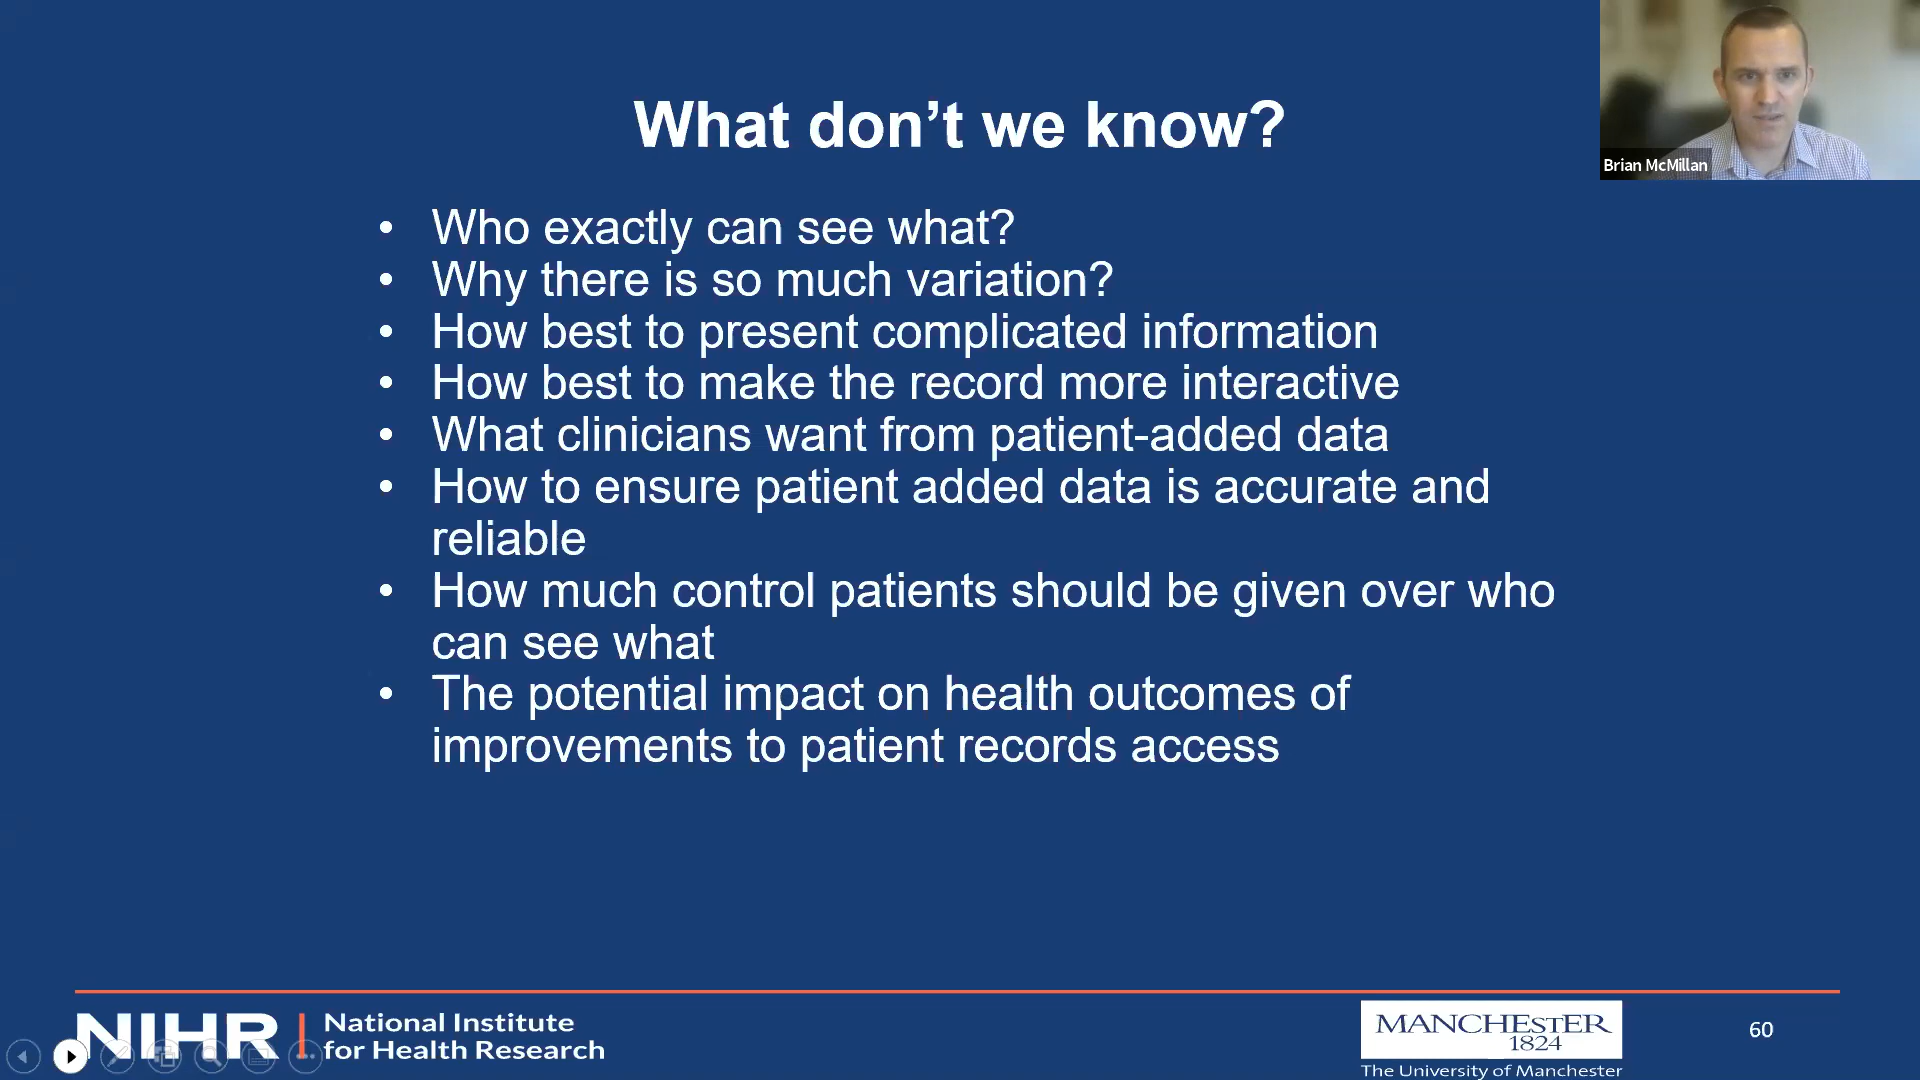 What don’t we know?
Brian McMillan
• Who exactly can see what?
• Why there is so much variation?
• How best to present complicated information
• How best to make the record more interactive
• What clinicians want from patient-added data
• How to ensure patient added data is accurate and
reliable
• How much control patients should be given over who
can see what
• The potential impact on health outcomes of
improvements to patient records access
NIHR | National Institute
for Health Research
MANCHESTER
1824
The University of Manchester
60